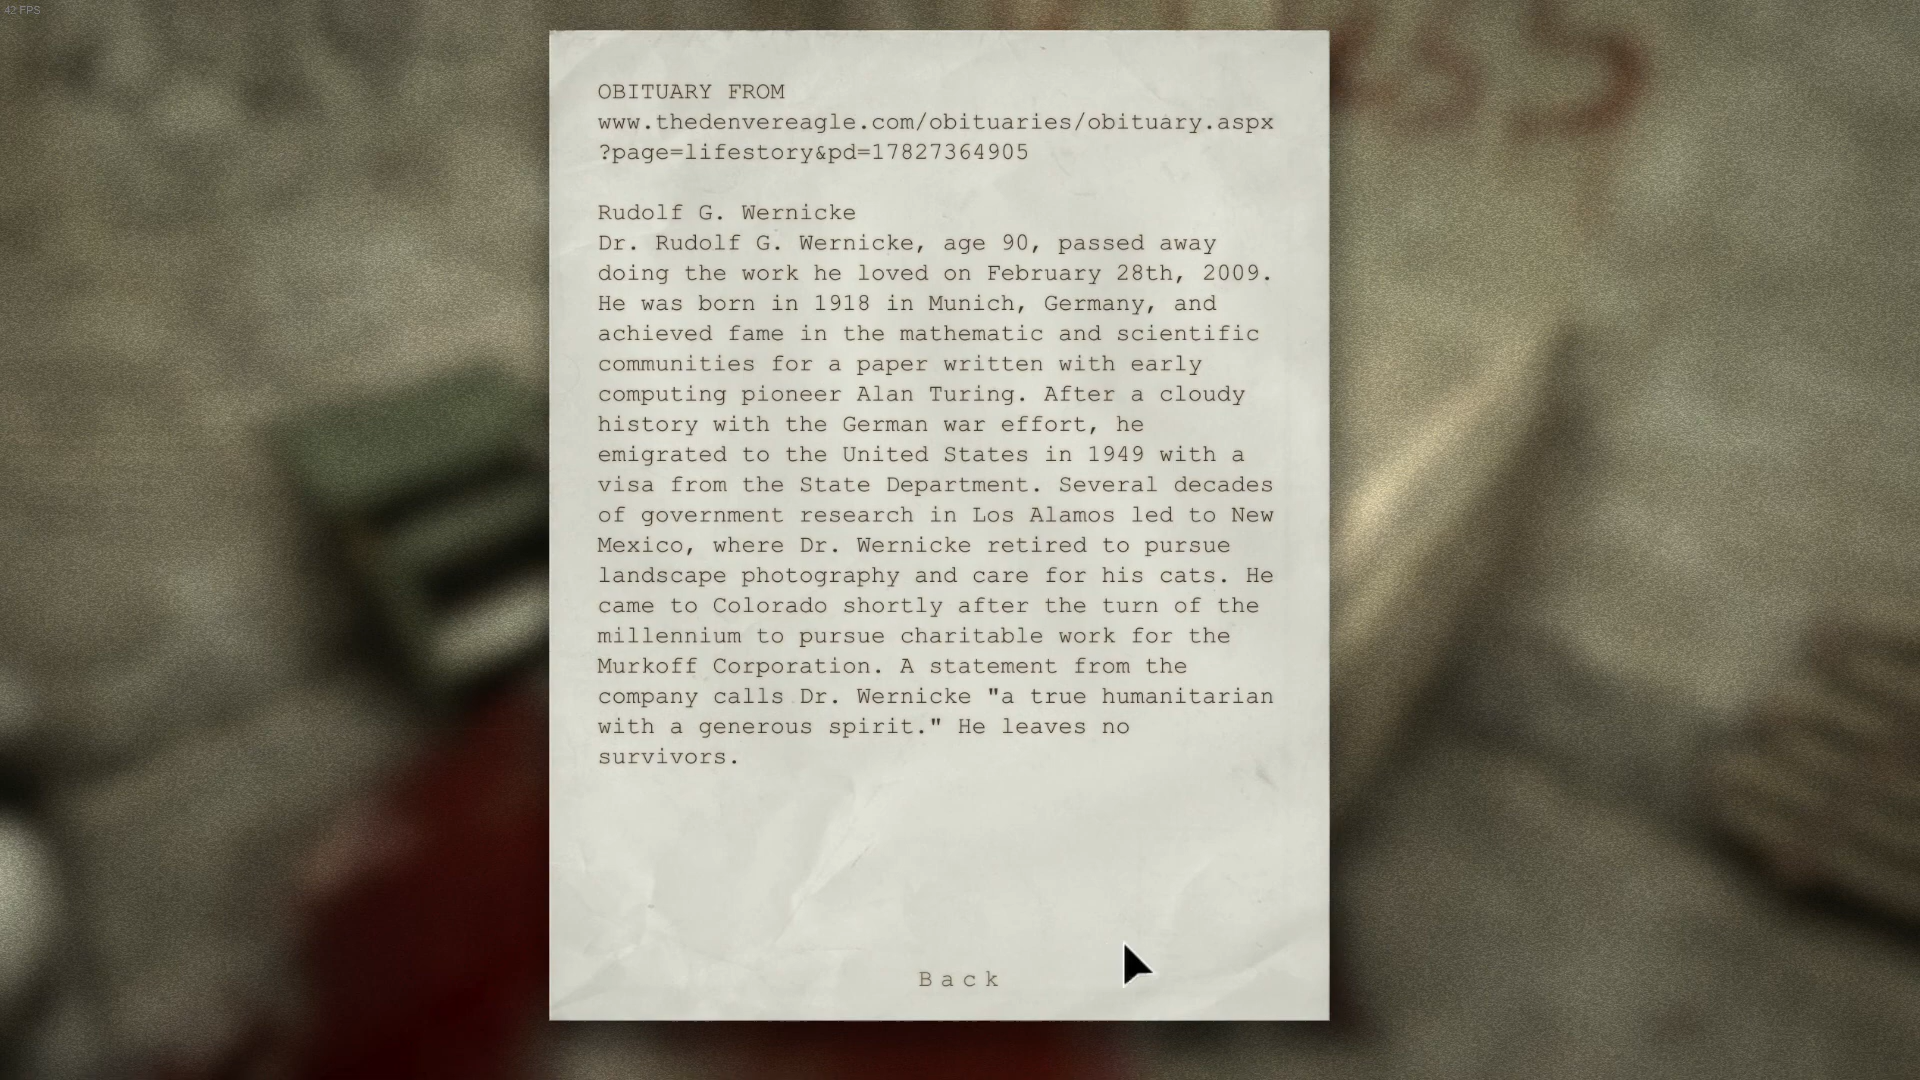 42 FPS
OBITUARY FROM
www.thedenvereagle.com/obituaries/obituary.aspx
?page=lifestory&pd=17827364905
Rudolf G. Wernicke
Dr. Rudolf G. Wernicke, age 90, passed away
doing the work he loved on February 28th, 2009.
He was born in 1918 in Munich, Germany, and
achieved fame in the mathematic and scientific
communities for a paper written with early
computing pioneer Alan Turing. After a cloudy
history with the German war effort, he
emigrated to the United States in 1949 with a
visa from the State Department. Several decades
of government research in Los Alamos led to New
Mexico, where Dr. Wernicke retired to pursue
landscape photography and care for his cats. He
came to Colorado shortly after the turn of the
millennium to pursue charitable work for the
Murkoff Corporation. A statement from the
company calls Dr. Wernicke "a true humanitarian
with a generous spirit." He leaves no
survivors.
Back